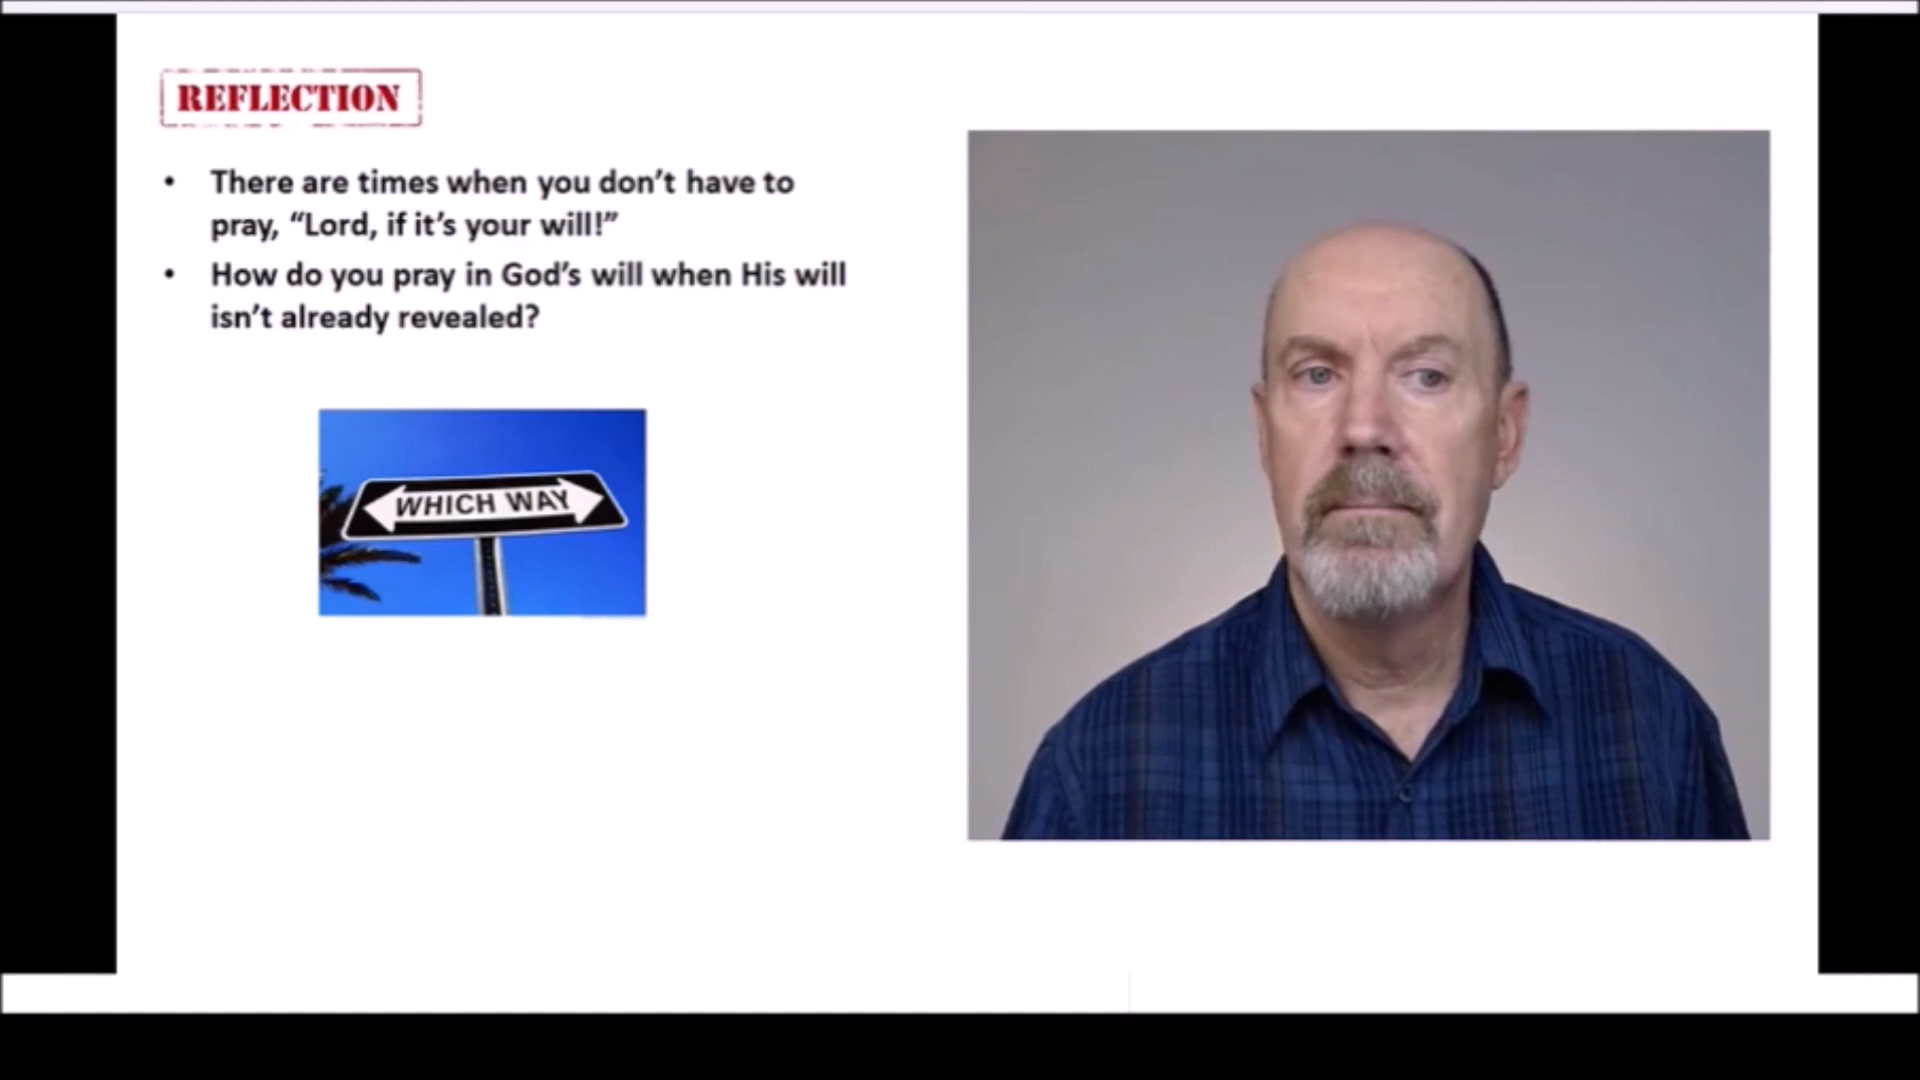 REFLECTION
• There are times when you don’t have to
pray, “Lord, if it’s your will!”
• How do you pray in God’s will when His will
isn’t already revealed?
WHICH WAY